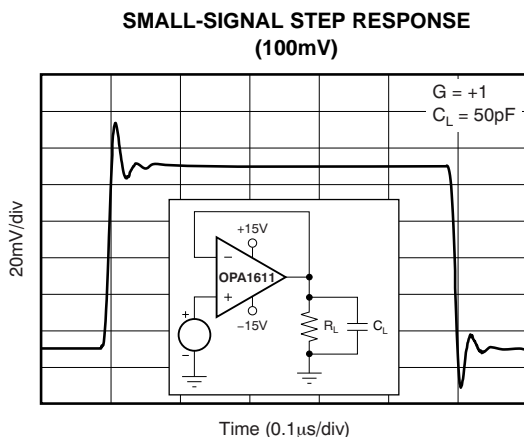 SMALL-SIGNAL STEP RESPONSE
(100mV)
G = +1
C_L = 50pF
20mV/div
+15V
−
OPA1611
+
−15V
+
−
R_L
C_L
Time (0.1μs/div)